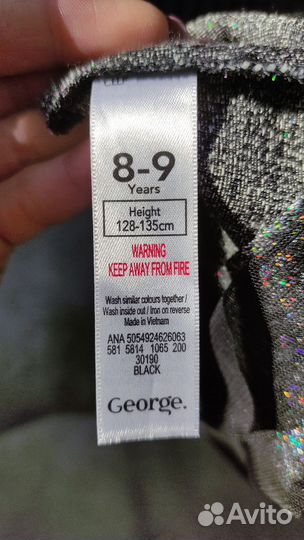 8-9
Years
Height
128-135cm
WARNING
KEEP AWAY FROM FIRE
Wash similar colours together/
Wash inside out / Iron on reverse
Made in Vietnam
ANA 5054924626063
581 5814 1065 200
30190
BLACK
George.
Avito